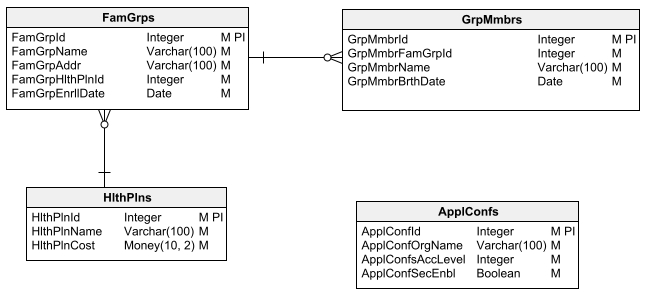 FamGrps
FamGrpId Integer M PI
FamGrpName Varchar(100) M
FamGrpAddr Varchar(100) M
FamGrpHlthPlnId Integer M
FamGrpEnrllDate Date M
GrpMmbrs
GrpMmbrId Integer M PI
GrpMmbrFamGrpId Integer M
GrpMmbrName Varchar(100) M
GrpMmbrBrthDate Date M
HlthPlns
HlthPlnId Integer M PI
HlthPlnName Varchar(100) M
HlthPlnCost Money(10, 2) M
ApplConfs
ApplConfId Integer M PI
ApplConfOrgName Varchar(100) M
ApplConfsAccLevel Integer M
ApplConfSecEnbl Boolean M